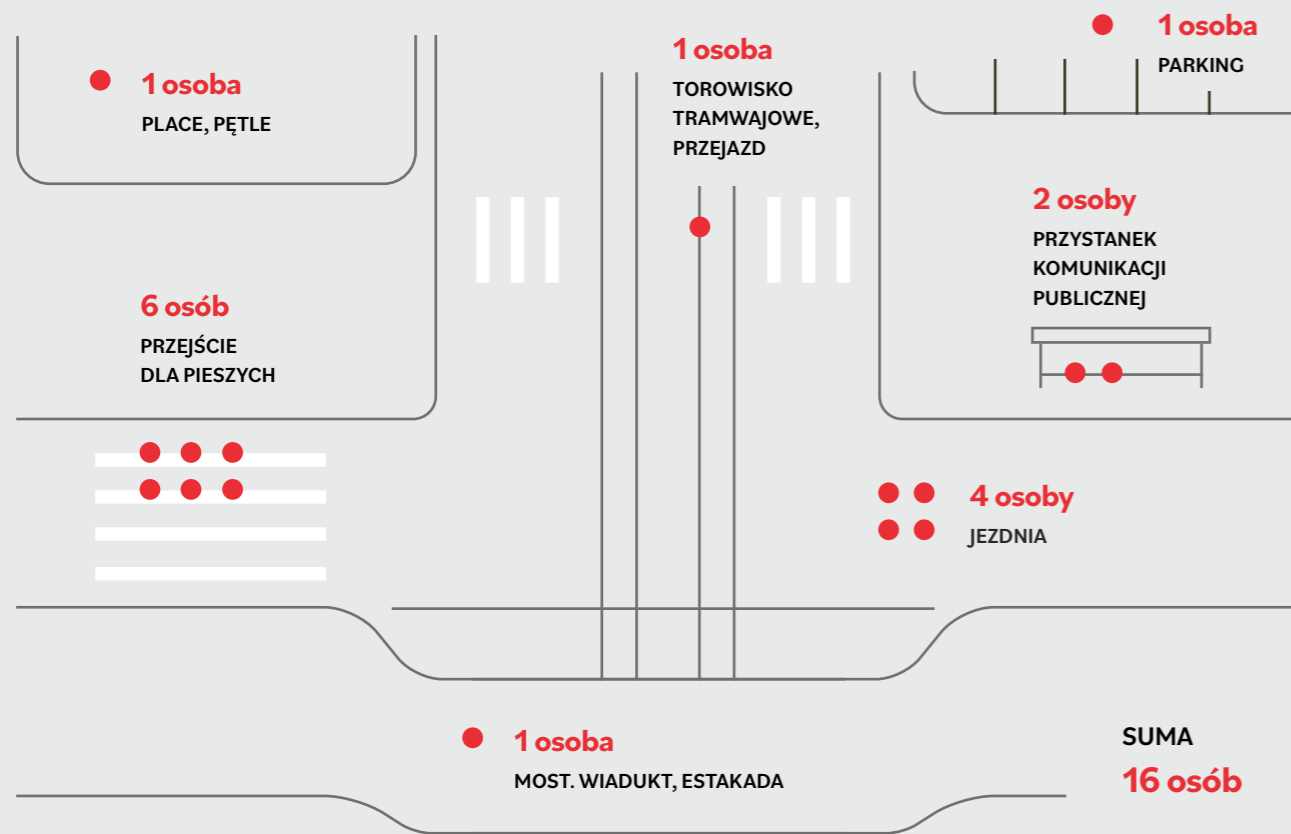 1 osoba
PLACE, PĘTLE
1 osoba
TOROWISKO
TRAMWAJOWE,
PRZEJAZD
1 osoba
PARKING
2 osoby
PRZYSTANEK
KOMUNIKACJI
PUBLICZNEJ
6 osób
PRZEJŚCIE
DLA PIESZYCH
4 osoby
JEZDNIA
1 osoba
MOST. WIADUKT, ESTAKADA
SUMA
16 osób